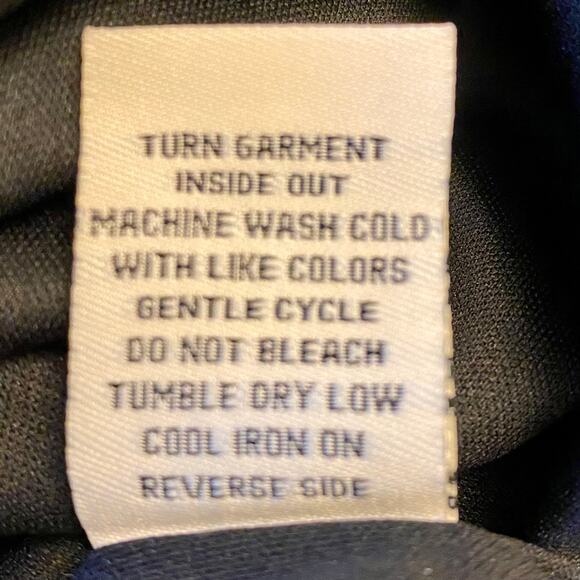 TURN GARMENT
INSIDE OUT
MACHINE WASH COLD
WITH LIKE COLORS
GENTLE CYCLE
DO NOT BLEACH
TUMBLE DRY LOW
COOL IRON ON
REVERSE SIDE